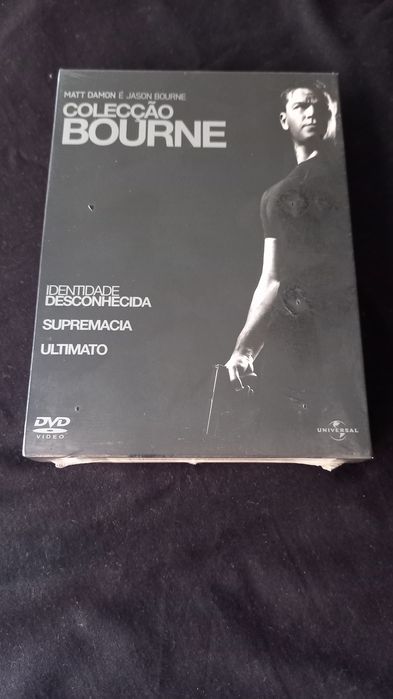 MATT DAMON É JASON BOURNE
COLECÇÃO
BOURNE
IDENTIDADE
DESCONHECIDA
SUPREMACIA
ULTIMATO
DVD
VIDEO
UNIVERSAL